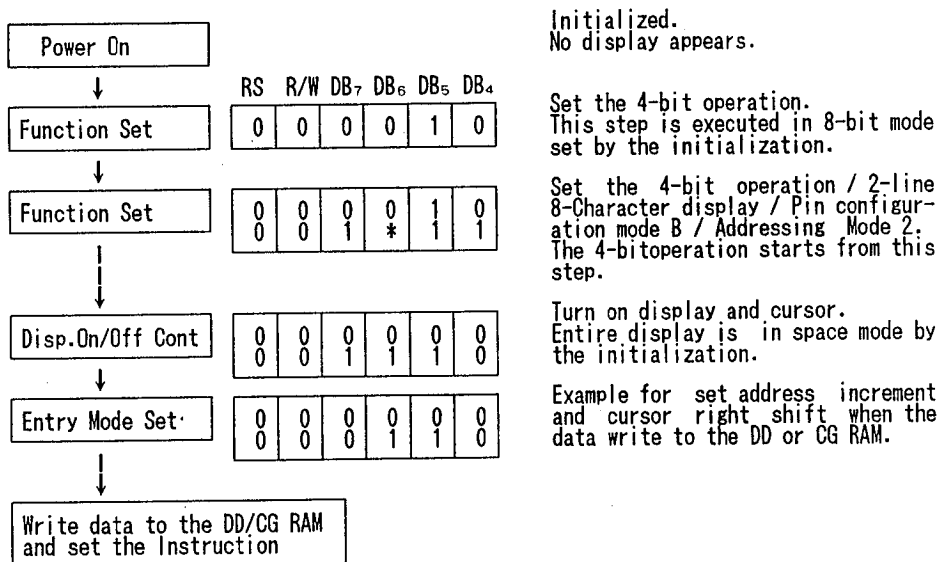 Initialized.
Power On
No display appears.
RS R/W DB₇ DB₆ DB₅ DB₄
Function Set
0 0 0 0 1 0
Set the 4-bit operation.
This step is executed in 8-bit mode
set by the initialization.
Function Set
0 0 0 0 1 0
0 0 1 * 1 1
Set the 4-bit operation / 2-line
8-Character display / Pin configur-
ation mode B / Addressing Mode 2.
The 4-bitoperation starts from this
step.
Disp.On/Off Cont
0 0 0 0 0 0
0 0 1 1 1 0
Turn on display and cursor.
Entire display is in space mode by
the initialization.
Entry Mode Set
0 0 0 0 0 0
0 0 0 1 1 0
Example for set address increment
and cursor right shift when the
data write to the DD or CG RAM.
Write data to the DD/CG RAM
and set the Instruction